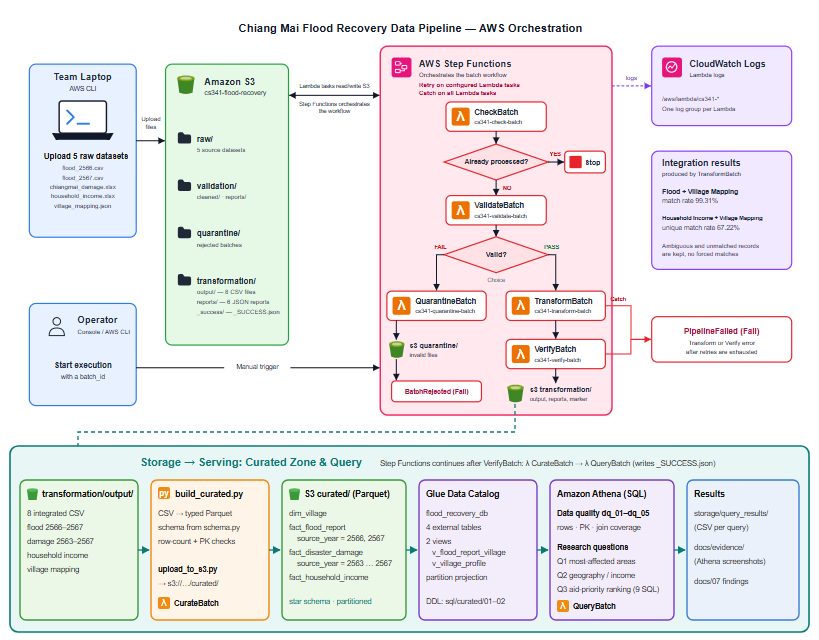 Chiang Mai Flood Recovery Data Pipeline — AWS Orchestration
Team Laptop
AWS CLI
Upload 5 raw datasets
flood_2566.csv
flood_2567.csv
chiangmai_damage.xlsx
household_income.xlsx
village_mapping.json
Upload
files
Amazon S3
cs341-flood-recovery
raw/
5 source datasets
validation/
cleaned/ · reports/
quarantine/
rejected batches
transformation/
output/ — 8 CSV files
reports/ — 6 JSON reports
_success/ — _SUCCESS.json
Lambda tasks read/write S3
Step Functions orchestrates
the workflow
AWS Step Functions
Orchestrates the batch workflow
Retry on configured Lambda tasks
Catch on all Lambda tasks
λ
CheckBatch
cs341-check-batch
Already processed?
YES
Stop
NO
λ
ValidateBatch
cs341-validate-batch
FAIL
Valid?
PASS
Choice
λ
QuarantineBatch
cs341-quarantine-batch
λ
TransformBatch
cs341-transform-batch
Catch
s3 quarantine/
invalid files
λ
VerifyBatch
cs341-verify-batch
BatchRejected (Fail)
s3 transformation/
output, reports, marker
logs
CloudWatch Logs
Lambda logs
/aws/lambda/cs341-*
One log group per Lambda
Integration results
produced by TransformBatch
Flood + Village Mapping
match rate 99.31%
Household Income + Village Mapping
unique match rate 67.22%
Ambiguous and unmatched records
are kept, no forced matches
PipelineFailed (Fail)
Transform or Verify error
after retries are exhausted
Operator
Console / AWS CLI
Start execution
with a batch_id
Manual trigger
Storage → Serving: Curated Zone & Query
Step Functions continues after VerifyBatch: λ CurateBatch → λ QueryBatch (writes _SUCCESS.json)
transformation/output/
8 integrated CSV
flood 2566–2567
damage 2563–2567
household income
village mapping
py
build_curated.py
CSV → typed Parquet
schema from schema.py
row-count + PK checks
upload_to_s3.py
→ s3://.../curated/
λ
CurateBatch
S3 curated/ (Parquet)
dim_village
fact_flood_report
source_year = 2566, 2567
fact_disaster_damage
source_year = 2563 … 2567
fact_household_income
star schema · partitioned
Glue Data Catalog
flood_recovery_db
4 external tables
2 views
v_flood_report_village
v_village_profile
partition projection
DDL: sql/curated/01–02
Amazon Athena (SQL)
Data quality dq_01–dq_05
rows · PK · join coverage
Research questions
Q1 most-affected areas
Q2 geography / income
Q3 aid-priority ranking (9 SQL)
λ
QueryBatch
Results
storage/query_results/
(CSV per query)
docs/evidence/
(Athena screenshots)
docs/07 findings